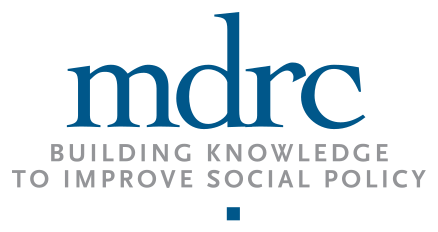 mdrc
BUILDING KNOWLEDGE
TO IMPROVE SOCIAL POLICY